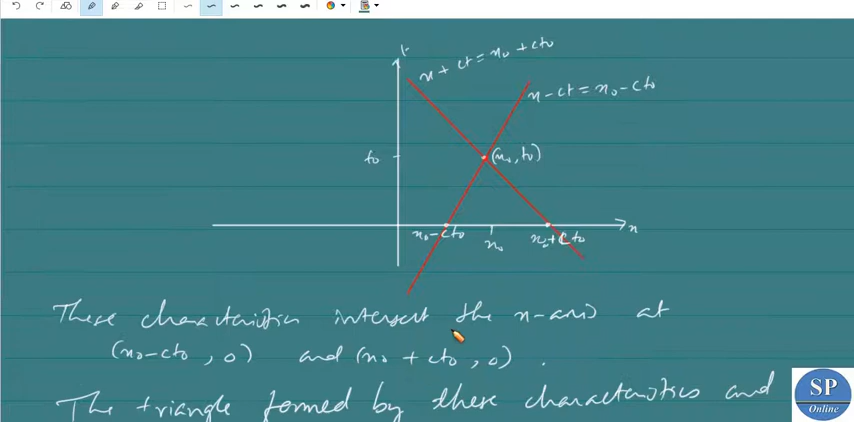 t
x + ct = x₀ + ct₀
x - ct = x₀ - ct₀
t₀
(x₀, t₀)
x₀ - ct₀
x₀
x₀ + ct₀
x
These characteristics intersect the x-axis at
(x₀ - ct₀, 0) and (x₀ + ct₀, 0).
The triangle formed by these characteristics and
SP
Online